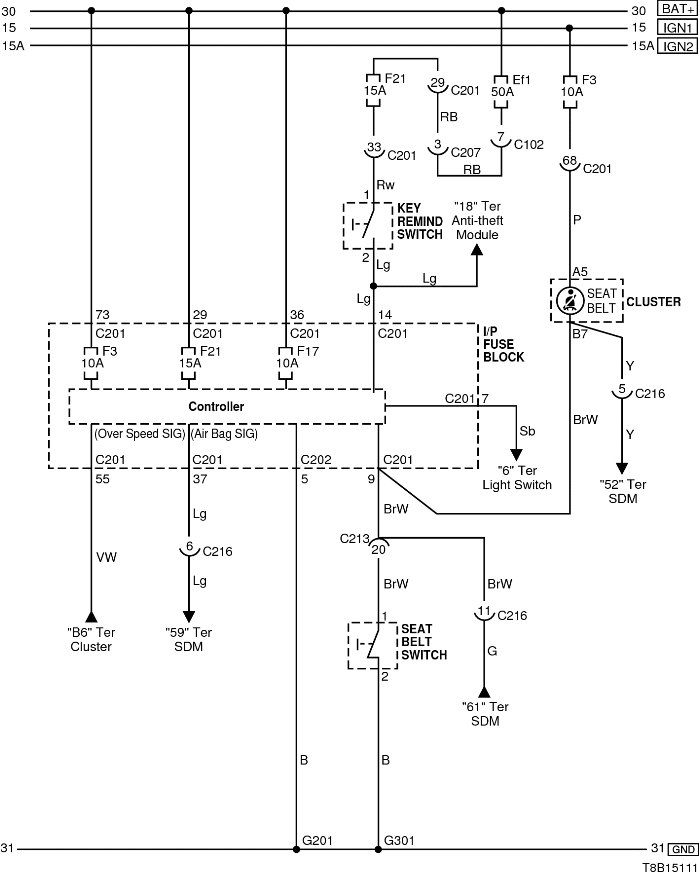 30 30 BAT+
15 15 IGN1
15A 15A IGN2
F21
15A
29
C201
Ef1
50A
F3
10A
RB
33
C201
3
C207
7
C102
RB
68
C201
Rw
1
KEY
REMIND
SWITCH
2
"18" Ter
Anti-theft
Module
P
Lg
Lg
Lg
A5
SEAT
BELT
CLUSTER
B7
73 29 36 14
C201 C201 C201 C201
I/P
FUSE
BLOCK
F3
10A
F21
15A
F17
10A
Y
5
C216
Y
Controller
C201 7
BrW
(Over Speed SIG) (Air Bag SIG)
Sb
C201 C201 C202 C201
55 37 5 9
"6" Ter
Light Switch
"52" Ter
SDM
Lg
BrW
C213
20
6
C216
VW
Lg
BrW
BrW
11
C216
1
"B6" Ter
Cluster
"59" Ter
SDM
SEAT
BELT
SWITCH
G
2
"61" Ter
SDM
B B
G201 G301
31 31 GND
T8B15111